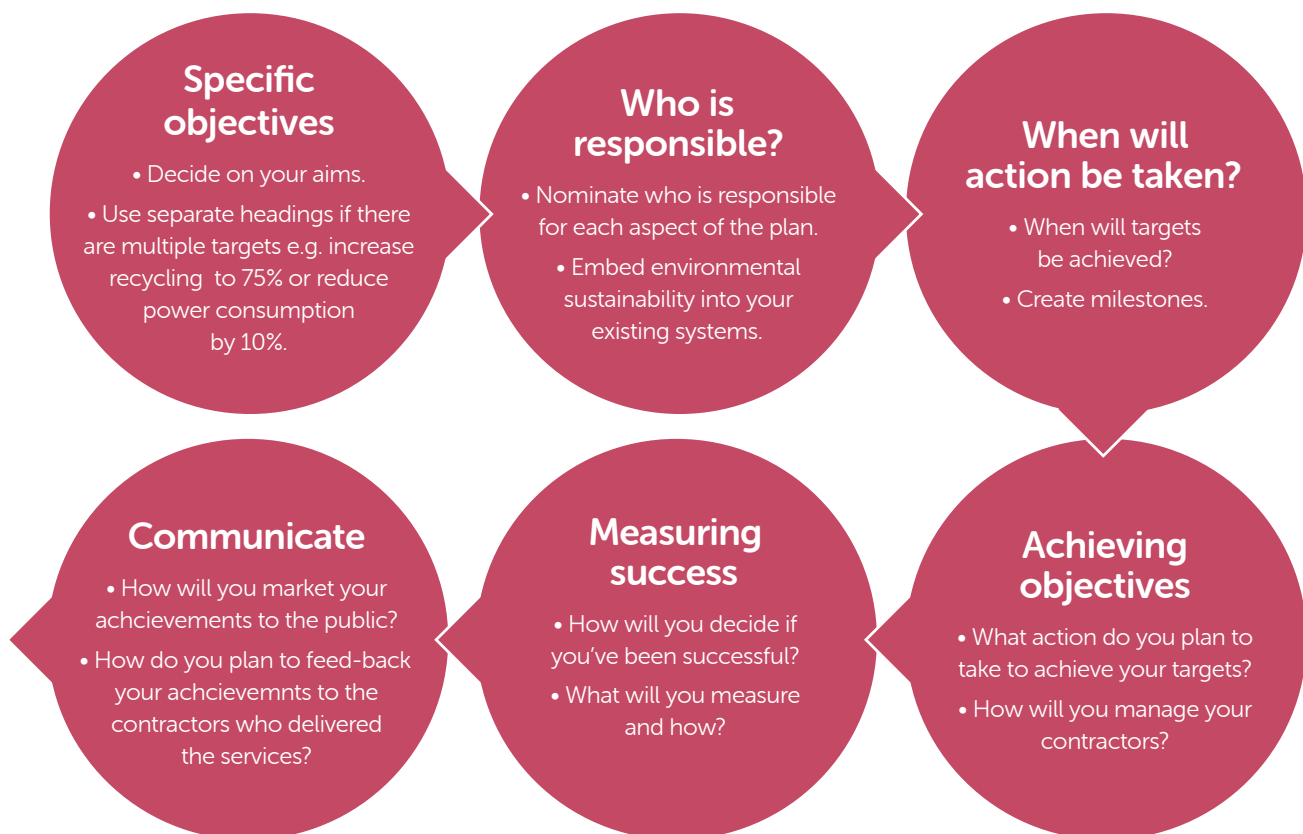 Specific
objectives
• Decide on your aims.
• Use separate headings if there
are multiple targets e.g. increase
recycling  to 75% or reduce
power consumption
by 10%.
Who is
responsible?
• Nominate who is responsible
for each aspect of the plan.
• Embed environmental
sustainability into your
existing systems.
When will
action be taken?
• When will targets
be achieved?
• Create milestones.
Achieving
objectives
• What action do you plan to
take to achieve your targets?
• How will you manage your
contractors?
Measuring
success
• How will you decide if
you’ve been successful?
• What will you measure
and how?
Communicate
• How will you market your
achcievements to the public?
• How do you plan to feed-back
your achcievemnts to the
contractors who delivered
the services?